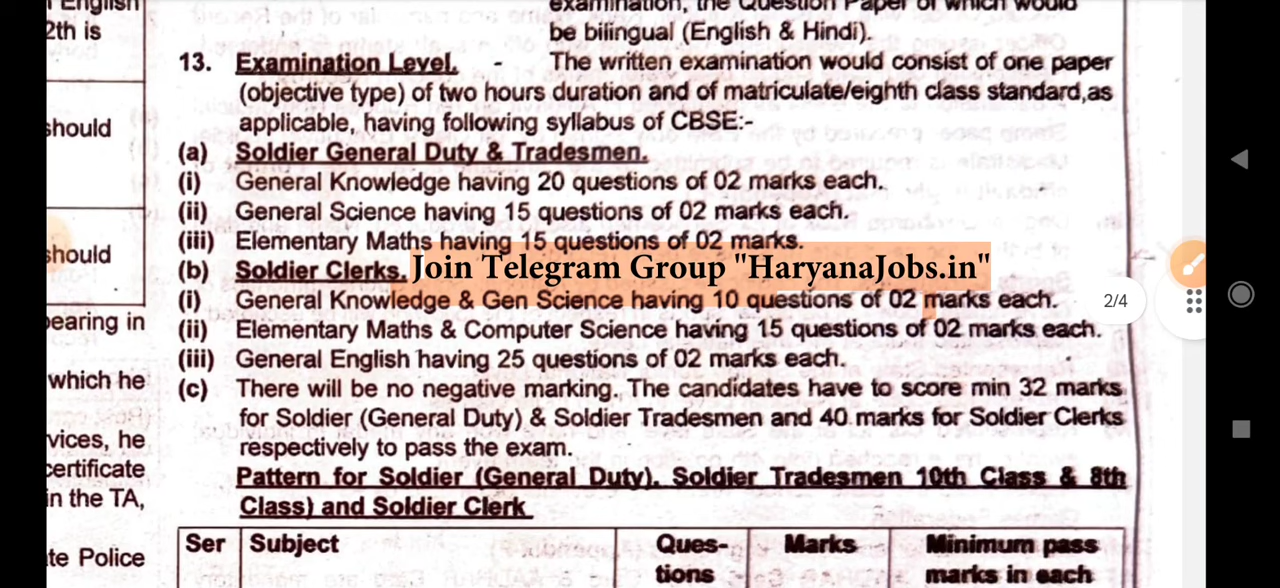 English
2th is
should
should
bearing in
which he
vices, he
certificate
in the TA,
te Police
examination, the Question Paper of which would
be bilingual (English & Hindi).
13. Examination Level. - The written examination would consist of one paper
(objective type) of two hours duration and of matriculate/eighth class standard,as
applicable, having following syllabus of CBSE:-
(a) Soldier General Duty & Tradesmen.
(i) General Knowledge having 20 questions of 02 marks each.
(ii) General Science having 15 questions of 02 marks each.
(iii) Elementary Maths having 15 questions of 02 marks.
(b) Soldier Clerks.
Join Telegram Group "HaryanaJobs.in"
(i) General Knowledge & Gen Science having 10 questions of 02 marks each.
(ii) Elementary Maths & Computer Science having 15 questions of 02 marks each.
(iii) General English having 25 questions of 02 marks each.
(c) There will be no negative marking. The candidates have to score min 32 marks
for Soldier (General Duty) & Soldier Tradesmen and 40 marks for Soldier Clerks
respectively to pass the exam.
Pattern for Soldier (General Duty), Soldier Tradesmen 10th Class & 8th
Class) and Soldier Clerk
Ser Subject Ques- Marks Minimum pass
tions marks in each
2/4